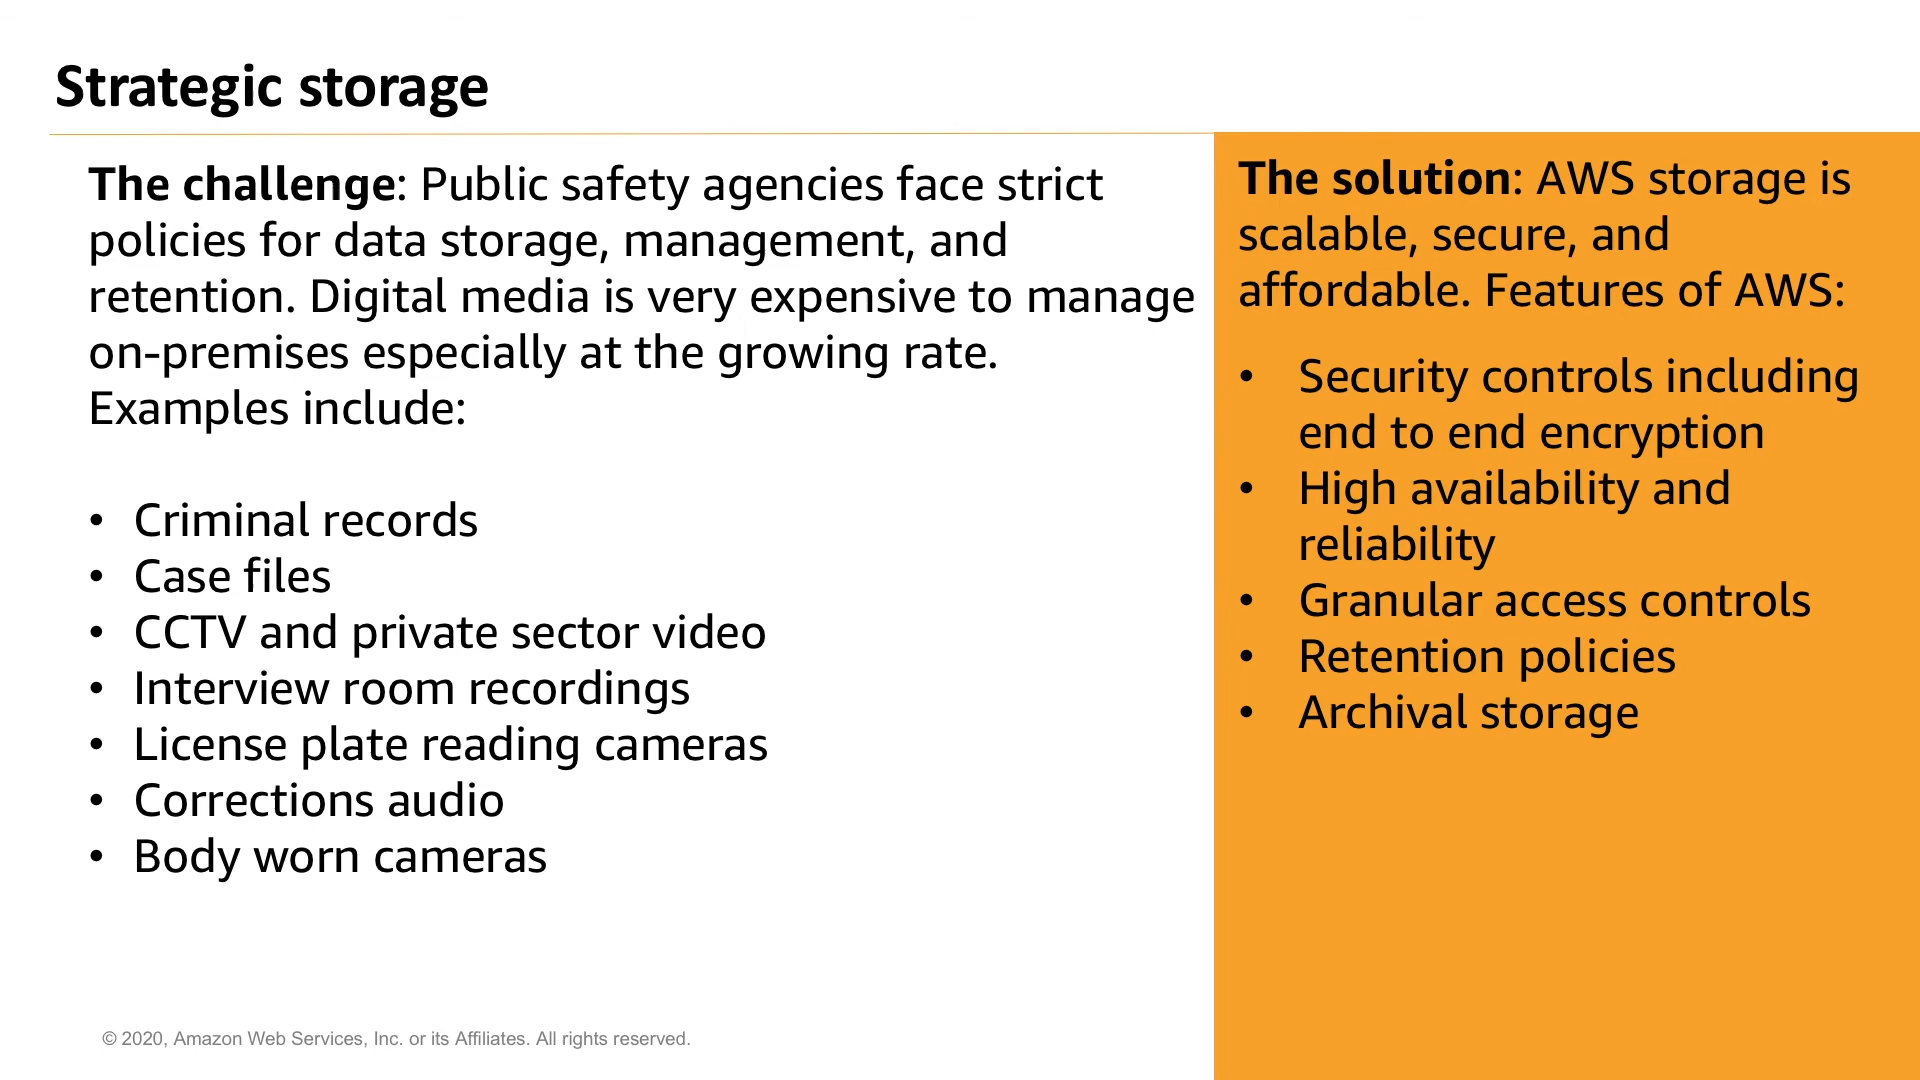 Strategic storage
The challenge: Public safety agencies face strict
policies for data storage, management, and
retention. Digital media is very expensive to manage
on-premises especially at the growing rate.
Examples include:
• Criminal records
• Case files
• CCTV and private sector video
• Interview room recordings
• License plate reading cameras
• Corrections audio
• Body worn cameras
The solution: AWS storage is
scalable, secure, and
affordable. Features of AWS:
• Security controls including
end to end encryption
• High availability and
reliability
• Granular access controls
• Retention policies
• Archival storage
© 2020, Amazon Web Services, Inc. or its Affiliates. All rights reserved.